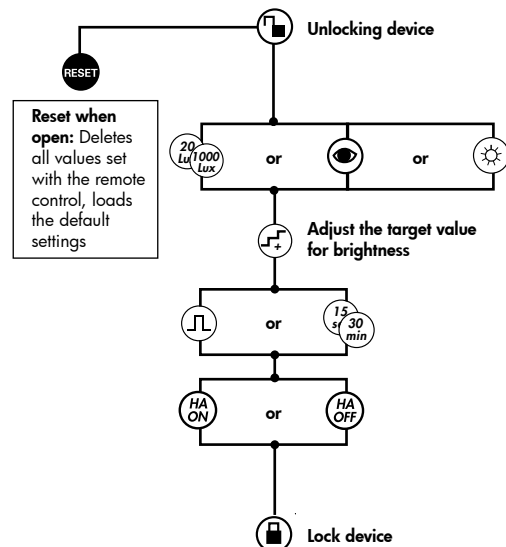 Unlocking device
RESET
Reset when
open: Deletes
all values set
with the remote
control, loads
the default
settings
20
Lu
1000
Lux
or
or
+
Adjust the target value
for brightness
or
15
s
30
min
HA
ON
or
HA
OFF
Lock device